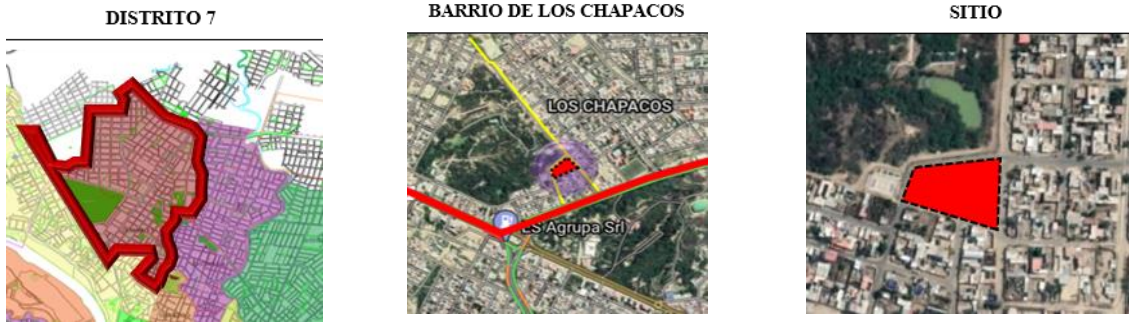 DISTRITO 7
BARRIO DE LOS CHAPACOS
SITIO
LOS CHAPACOS
ES Agrupa Srl